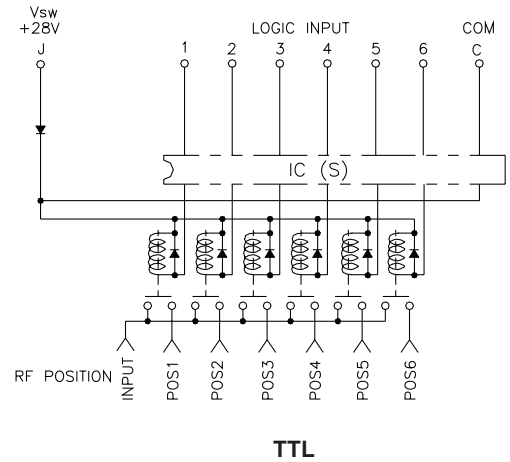 Vsw
+28V
J
LOGIC INPUT
COM
1 2 3 4 5 6 C
IC (S)
RF POSITION
INPUT
POS1
POS2
POS3
POS4
POS5
POS6
TTL